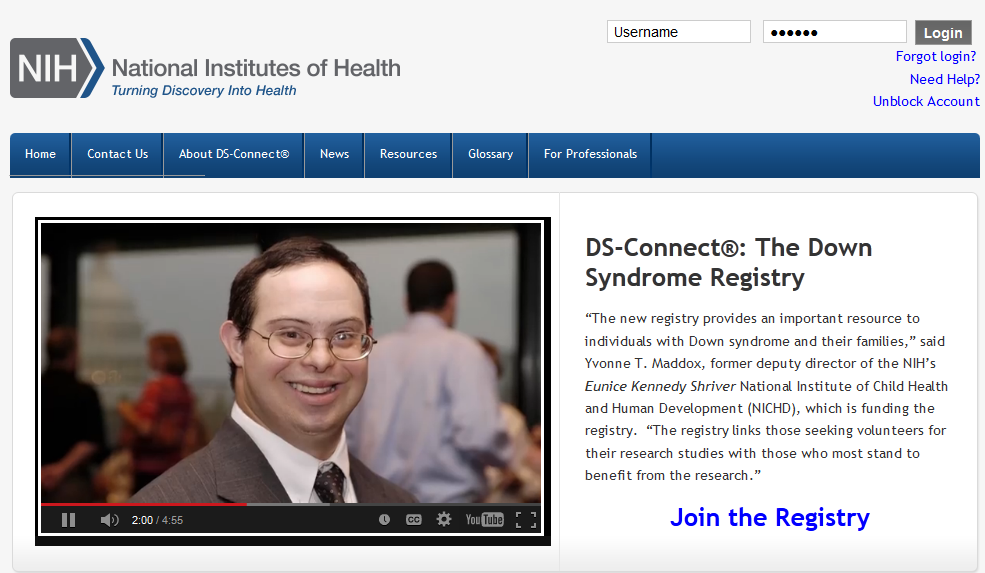 Username
●●●●●●
Login
Forgot login?
Need Help?
Unblock Account
NIH
National Institutes of Health
Turning Discovery Into Health
Home
Contact Us
About DS-Connect®
News
Resources
Glossary
For Professionals
DS-Connect®: The Down
Syndrome Registry
“The new registry provides an important resource to
individuals with Down syndrome and their families,” said
Yvonne T. Maddox, former deputy director of the NIH’s
Eunice Kennedy Shriver National Institute of Child Health
and Human Development (NICHD), which is funding the
registry.  “The registry links those seeking volunteers for
their research studies with those who most stand to
benefit from the research.”
Join the Registry
2:00 / 4:55
CC
YouTube